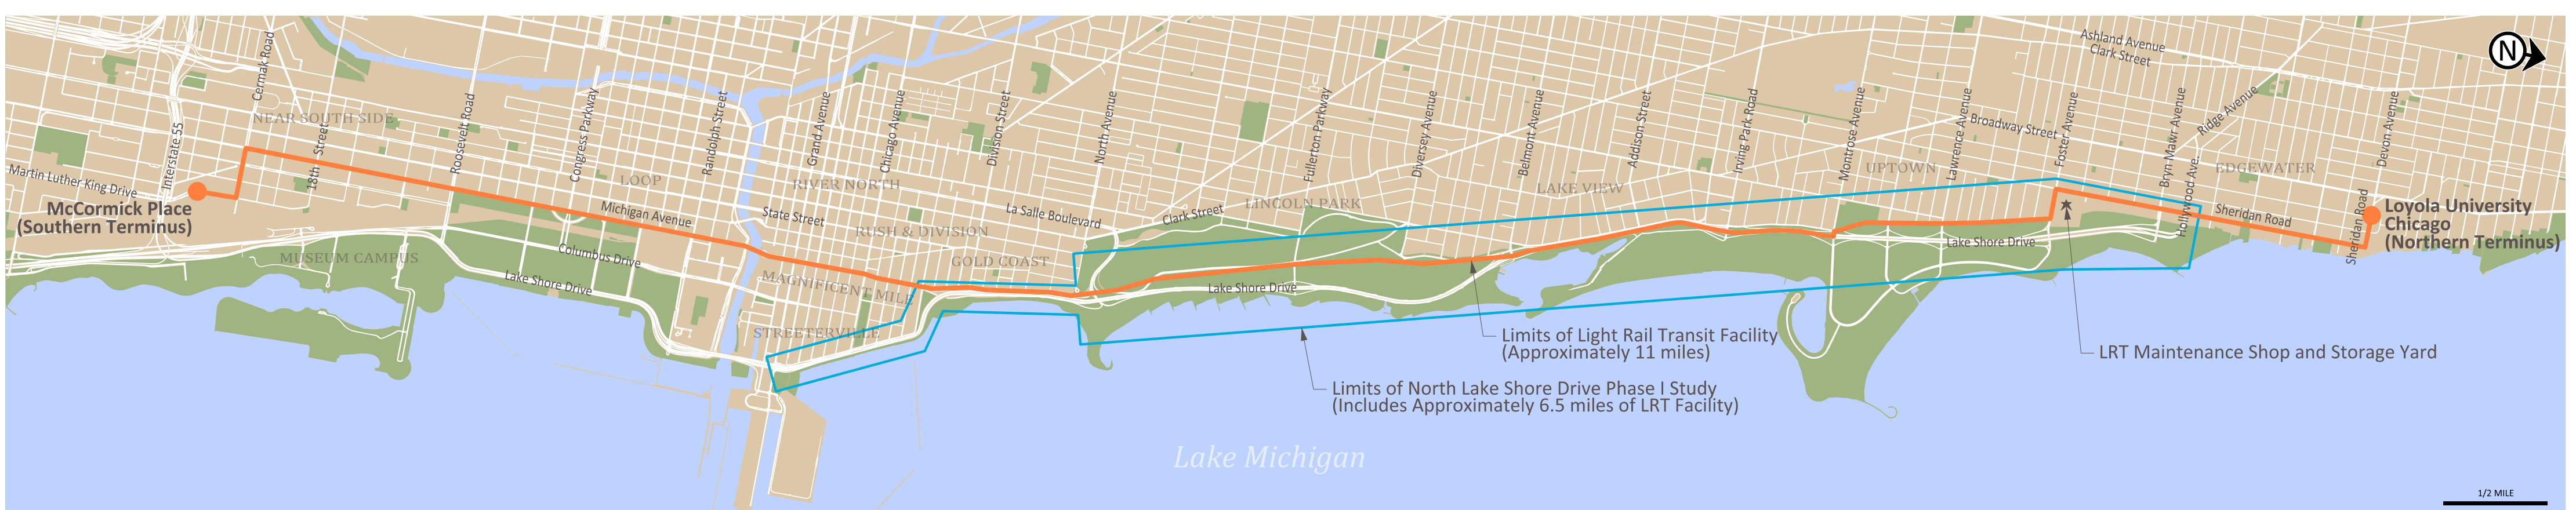 Ashland Avenue
Clark Street
N
Cermak Road
NEAR SOUTH SIDE
Interstate 55
18th Street
Roosevelt Road
Congress Parkway
Randolph Street
Grand Avenue
Chicago Avenue
Division Street
North Avenue
Fullerton Parkway
Diversey Avenue
Belmont Avenue
Addison Street
Irving Park Road
Montrose Avenue
Lawrence Avenue
Broadway Street
Foster Avenue
Bryn Mawr Avenue
Ridge Avenue
Hollywood Ave.
Devon Avenue
Martin Luther King Drive
LOOP
RIVER NORTH
LAKE VIEW
UPTOWN
EDGEWATER
LINCOLN PARK
McCormick Place
(Southern Terminus)
Michigan Avenue
State Street
La Salle Boulevard
Clark Street
Sheridan Road
Sheridan Road
Loyola University
Chicago
(Northern Terminus)
RUSH & DIVISION
MUSEUM CAMPUS
Columbus Drive
GOLD COAST
Lake Shore Drive
Lake Shore Drive
MAGNIFICENT MILE
Lake Shore Drive
STREETERVILLE
Limits of Light Rail Transit Facility
(Approximately 11 miles)
LRT Maintenance Shop and Storage Yard
Limits of North Lake Shore Drive Phase I Study
(Includes Approximately 6.5 miles of LRT Facility)
Lake Michigan
1/2 MILE